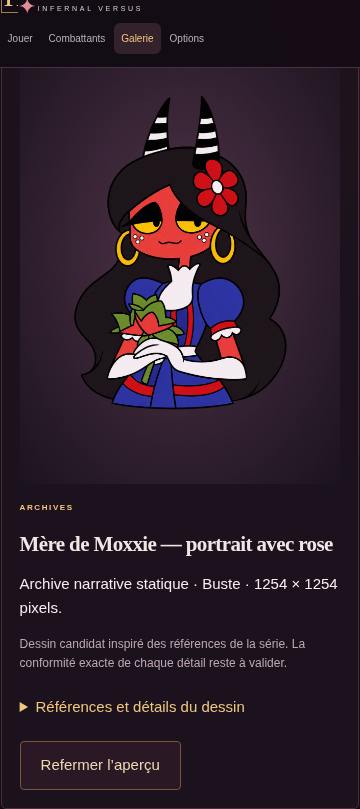 INFERNAL VERSUS
Jouer Combattants Galerie Options
ARCHIVES
Mère de Moxxie — portrait avec rose
Archive narrative statique · Buste · 1254 × 1254
pixels.
Dessin candidat inspiré des références de la série. La
conformité exacte de chaque détail reste à valider.
Références et détails du dessin
Refermer l’aperçu